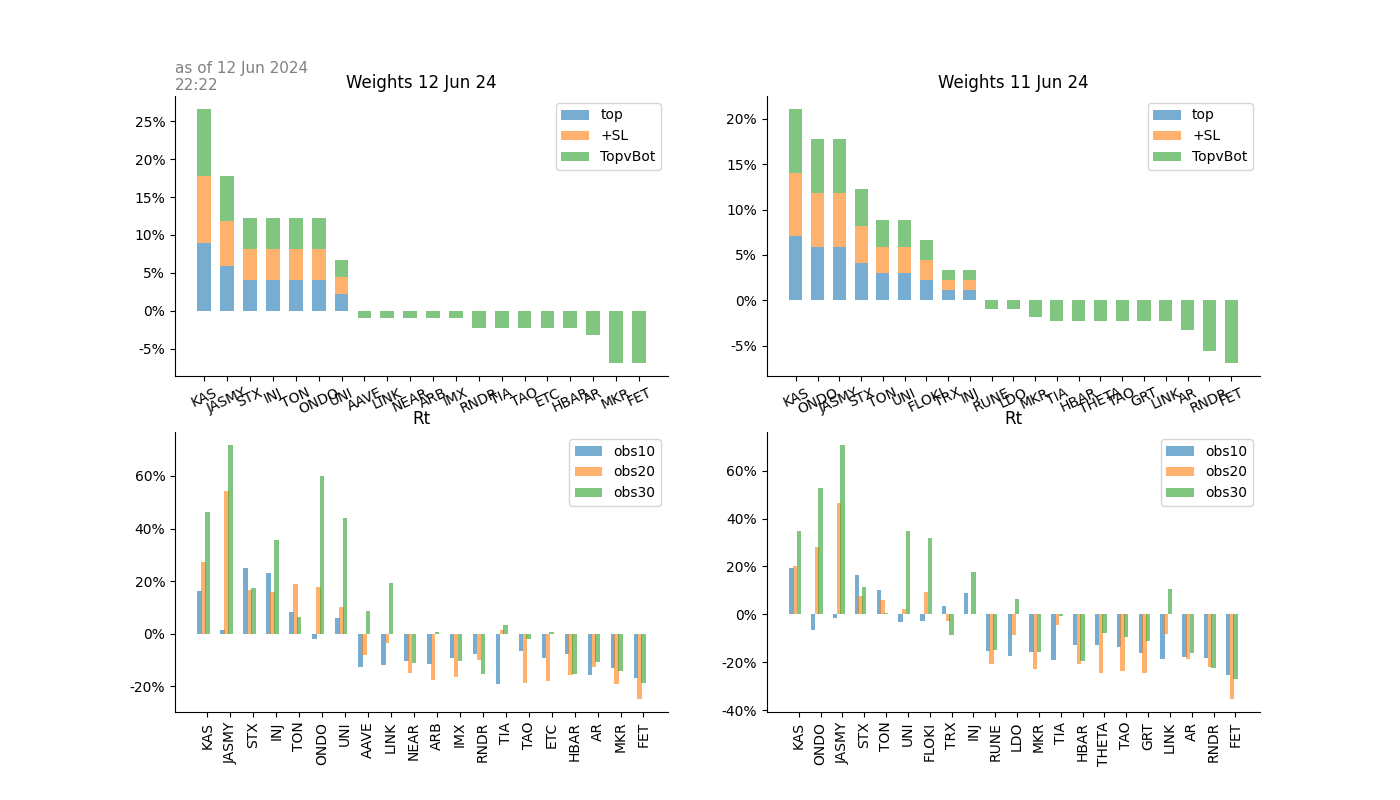 as of 12 Jun 2024
22:22
Weights 12 Jun 24
25%
20%
15%
10%
5%
0%
-5%
top
+SL
TopvBot
KAS JASMY STX INJ TON ONDO UNI AAVE LINK NEAR ARB IMX RNDR TIA TAO ETC HBAR AR MKR FET
Weights 11 Jun 24
20%
15%
10%
5%
0%
-5%
top
+SL
TopvBot
KAS ONDO JASMY STX TON UNI FLOKI TRX INJ RUNE LDO MKR TIA HBAR THETA TAO GRT LINK AR RNDR FET
Rt
60%
40%
20%
0%
-20%
obs10
obs20
obs30
KAS JASMY STX INJ TON ONDO UNI AAVE LINK NEAR ARB IMX RNDR TIA TAO ETC HBAR AR MKR FET
Rt
60%
40%
20%
0%
-20%
-40%
obs10
obs20
obs30
KAS ONDO JASMY STX TON UNI FLOKI TRX INJ RUNE LDO MKR TIA HBAR THETA TAO GRT LINK AR RNDR FET